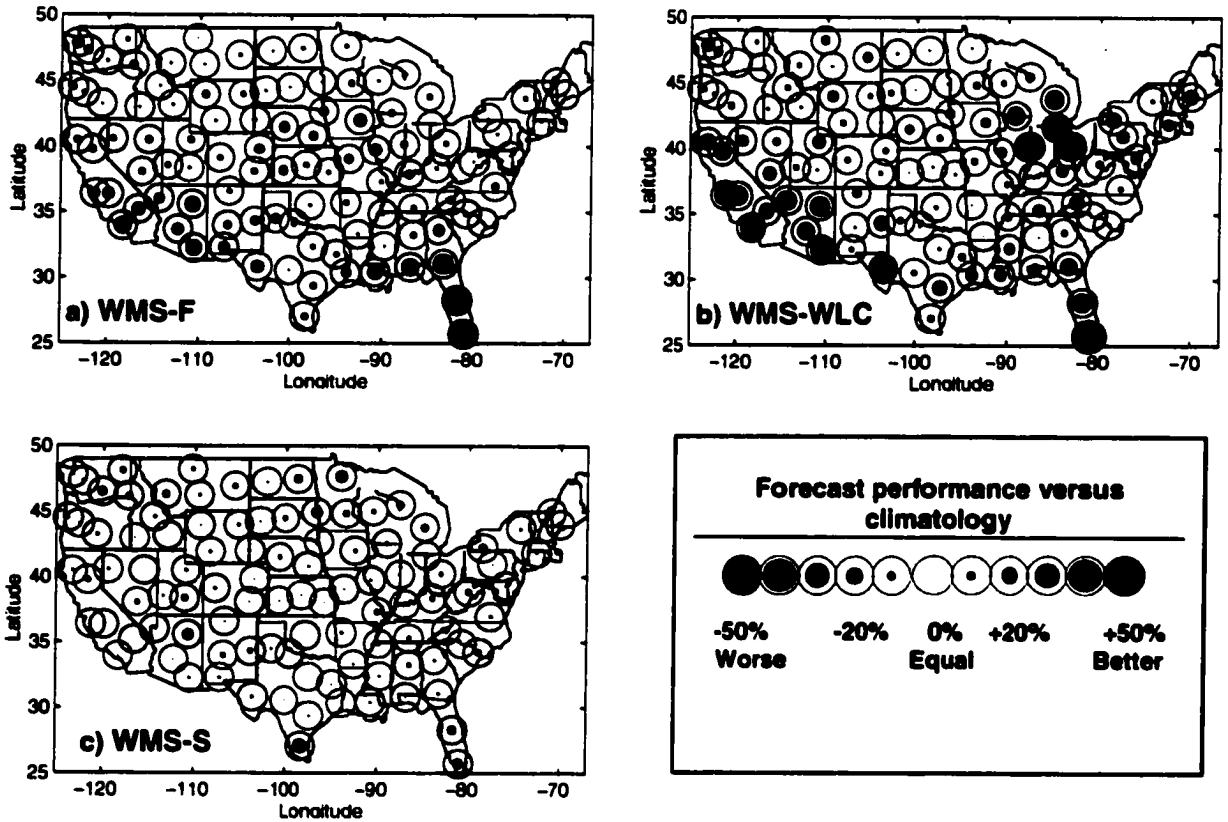 50
45
40
35
30
25
Latitude
a) WMS-F
-120 -110 -100 -90 -80 -70
Lonaitude
50
45
40
35
30
25
Latitude
b) WMS-WLC
-120 -110 -100 -90 -80 -70
Lonaitude
50
45
40
35
30
25
Latitude
c) WMS-S
-120 -110 -100 -90 -80 -70
Lonaitude
Forecast performance versus
climatology
-50% -20% 0% +20% +50%
Worse Equal Better